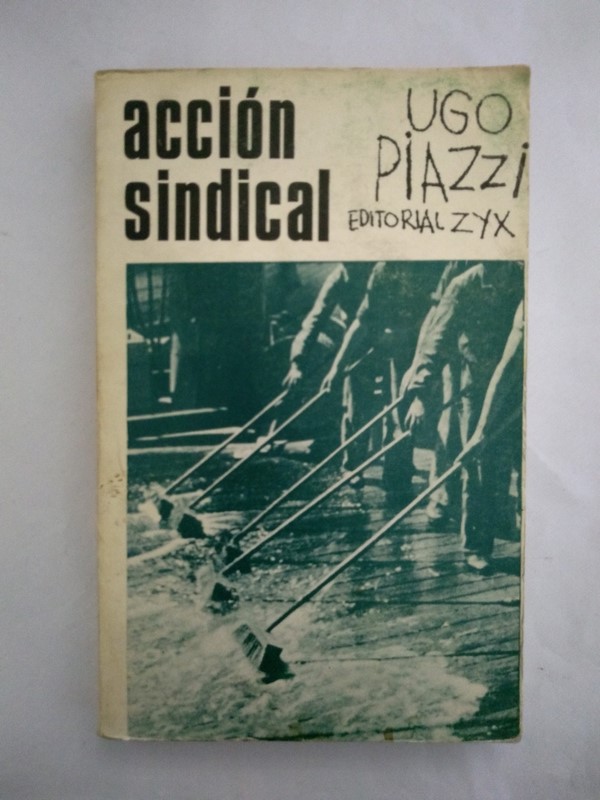 acción
sindical
UGO
PiAZZi
EDITORIAL ZYX